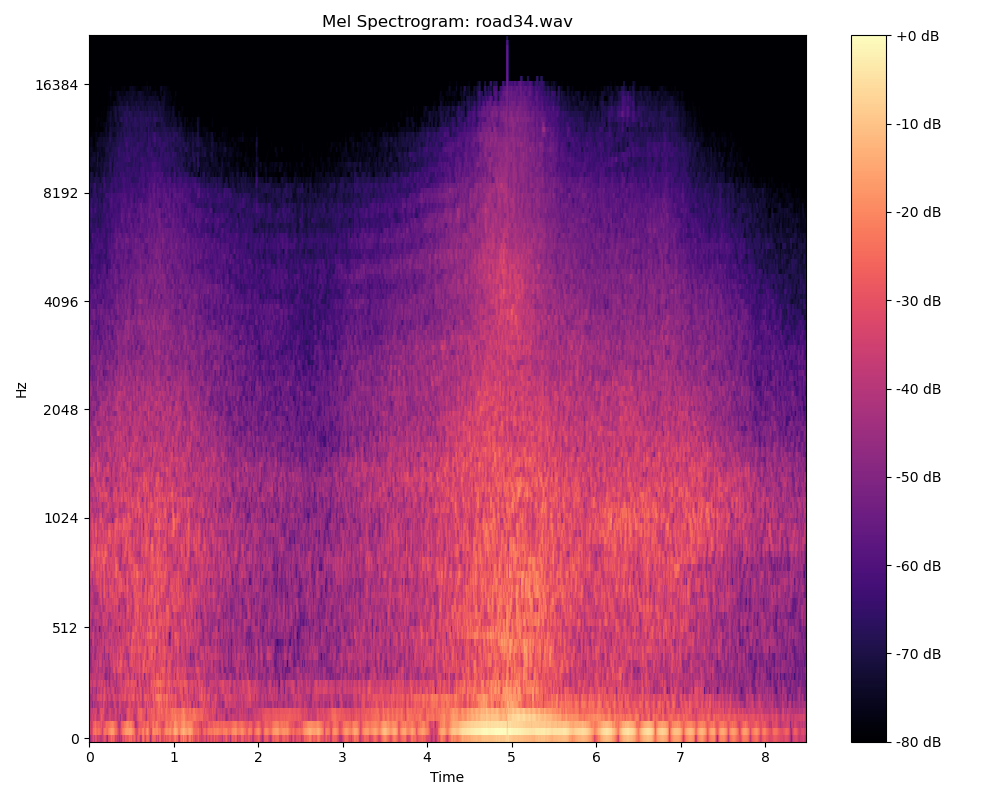 Mel Spectrogram: road34.wav
Hz
16384
8192
4096
2048
1024
512
0
0 1 2 3 4 5 6 7 8
Time
+0 dB
-10 dB
-20 dB
-30 dB
-40 dB
-50 dB
-60 dB
-70 dB
-80 dB